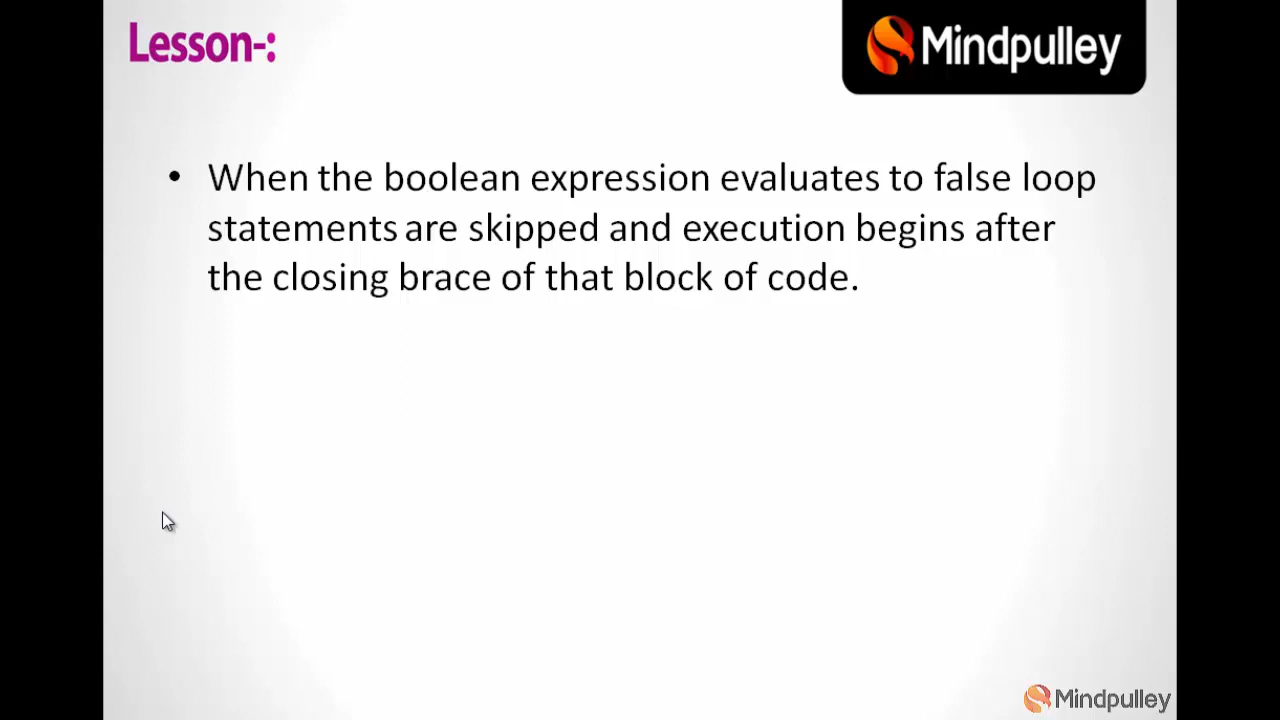 Lesson-:
Mindpulley
• When the boolean expression evaluates to false loop
statements are skipped and execution begins after
the closing brace of that block of code.
Mindpulley